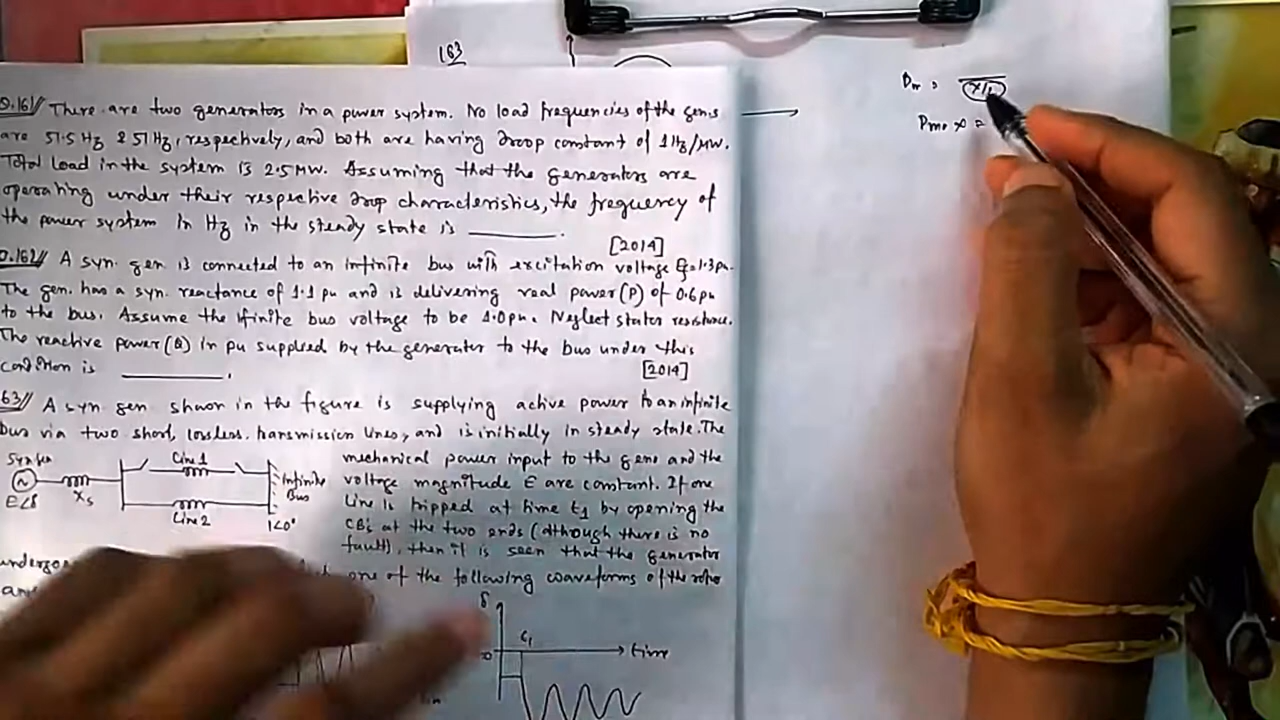 163
Q.161// There are two generators in a power system. No load frequencies of the gens
are 51.5 Hz & 51 Hz, respectively, and both are having droop constant of 1 Hz/MW.
Total load in the system is 2.5 MW. Assuming that the generators are
operating under their respective droop characteristics, the frequency of
the power system in Hz in the steady state is ________.
[2014]
Q.162// A syn. gen is connected to an infinite bus with excitation voltage Ef=1.3pu.
The gen. has a syn. reactance of 1.1 pu and is delivering real power (P) of 0.6pu
to the bus. Assume the ifinite bus voltage to be 1.0pu. Neglect stator resistance.
The reactive power (Q) in pu supplied by the generator to the bus under this
condition is ________.
[2014]
63// A syn gen shown in the figure is supplying active power to an infinite
bus via two short, lossless transmission lines, and is initially in steady state. The
mechanical power input to the gene and the
voltage magnitude E are constant. If one
line is tripped at time t1 by opening the
CB's at the two ends (although there is no
fault), then it is seen that the generator
undergo
one of the following waveforms of the rotor
Syn gen
E∠δ
Xs
Line 1
Line 2
Infinite
Bus
1∠0°
δ
time